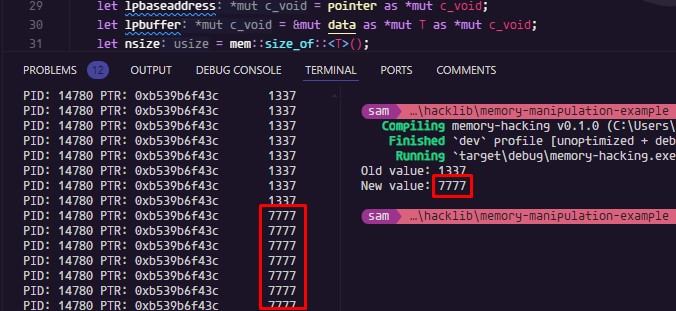 29 let lpbaseaddress: *mut c_void = pointer as *mut c_void;
30 let lpbuffer: *mut c_void = &mut data as *mut T as *mut c_void;
31 let nsize: usize = mem::size_of::<T>();
PROBLEMS 12 OUTPUT DEBUG CONSOLE TERMINAL PORTS COMMENTS
PID: 14780 PTR: 0xb539b6f43c 1337
PID: 14780 PTR: 0xb539b6f43c 1337
PID: 14780 PTR: 0xb539b6f43c 1337
PID: 14780 PTR: 0xb539b6f43c 1337
PID: 14780 PTR: 0xb539b6f43c 1337
PID: 14780 PTR: 0xb539b6f43c 1337
PID: 14780 PTR: 0xb539b6f43c 1337
PID: 14780 PTR: 0xb539b6f43c 1337
PID: 14780 PTR: 0xb539b6f43c 7777
PID: 14780 PTR: 0xb539b6f43c 7777
PID: 14780 PTR: 0xb539b6f43c 7777
PID: 14780 PTR: 0xb539b6f43c 7777
PID: 14780 PTR: 0xb539b6f43c 7777
PID: 14780 PTR: 0xb539b6f43c 7777
PID: 14780 PTR: 0xb539b6f43c 7777
sam …\hacklib\memory-manipulation-example
Compiling memory-hacking v0.1.0 (C:\Users\
Finished `dev` profile [unoptimized + deb
Running `target\debug\memory-hacking.exe
Old value: 1337
New value: 7777
sam …\hacklib\memory-manipulation-example